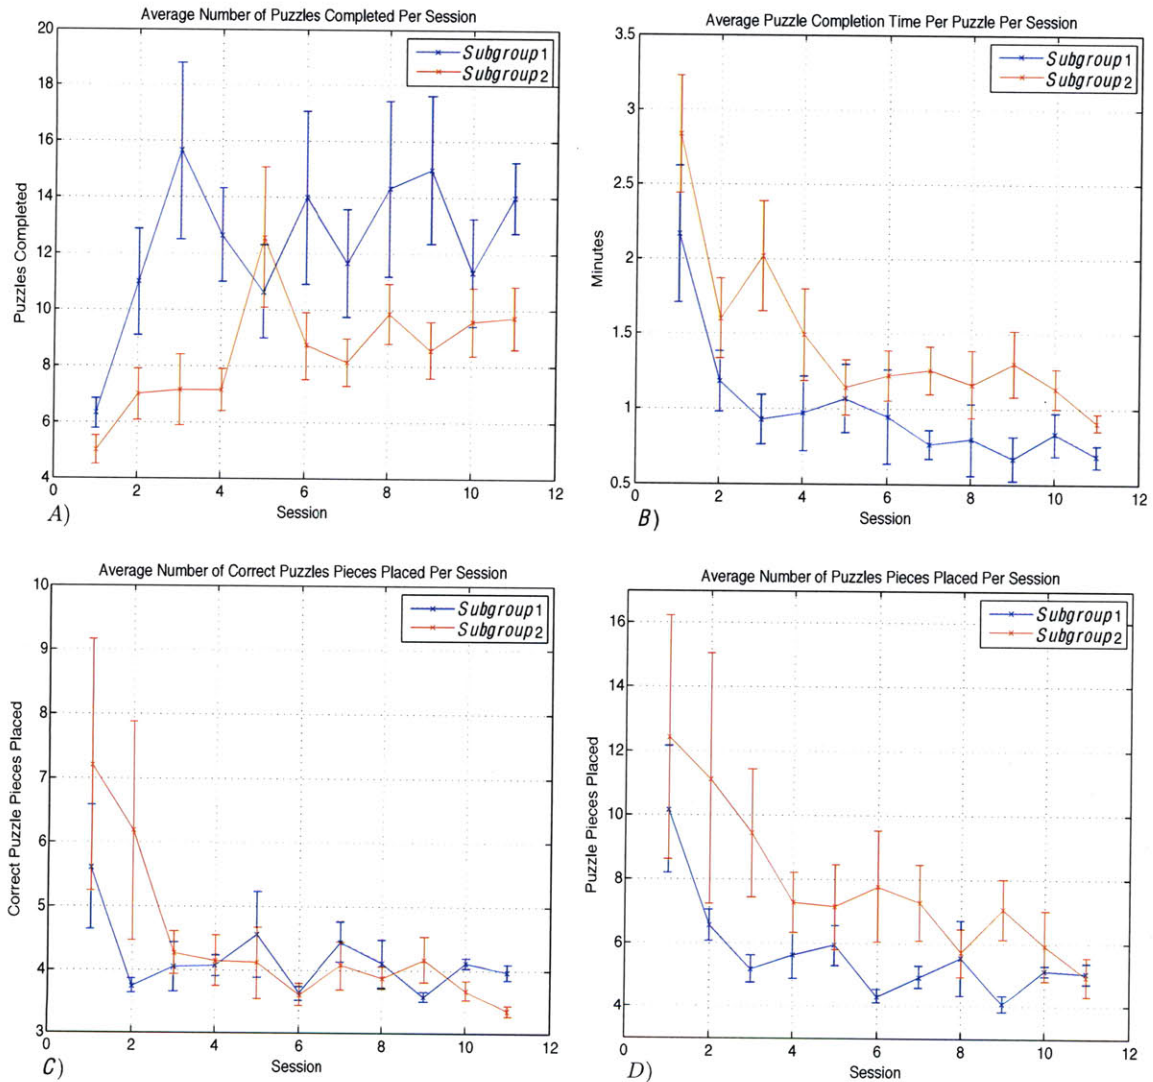 Average Number of Puzzles Completed Per Session
20
18
16
14
12
10
8
6
4
Puzzles Completed
Subgroup 1
Subgroup 2
0 2 4 6 8 10 12
Session
A)
Average Puzzle Completion Time Per Puzzle Per Session
3.5
3
2.5
2
1.5
1
0.5
Minutes
Subgroup 1
Subgroup 2
0 2 4 6 8 10 12
Session
B)
Average Number of Correct Puzzles Pieces Placed Per Session
10
9
8
7
6
5
4
3
Correct Puzzle Pieces Placed
Subgroup 1
Subgroup 2
0 2 4 6 8 10 12
Session
C)
Average Number of Puzzles Pieces Placed Per Session
16
14
12
10
8
6
4
Puzzle Pieces Placed
Subgroup 1
Subgroup 2
0 2 4 6 8 10 12
Session
D)